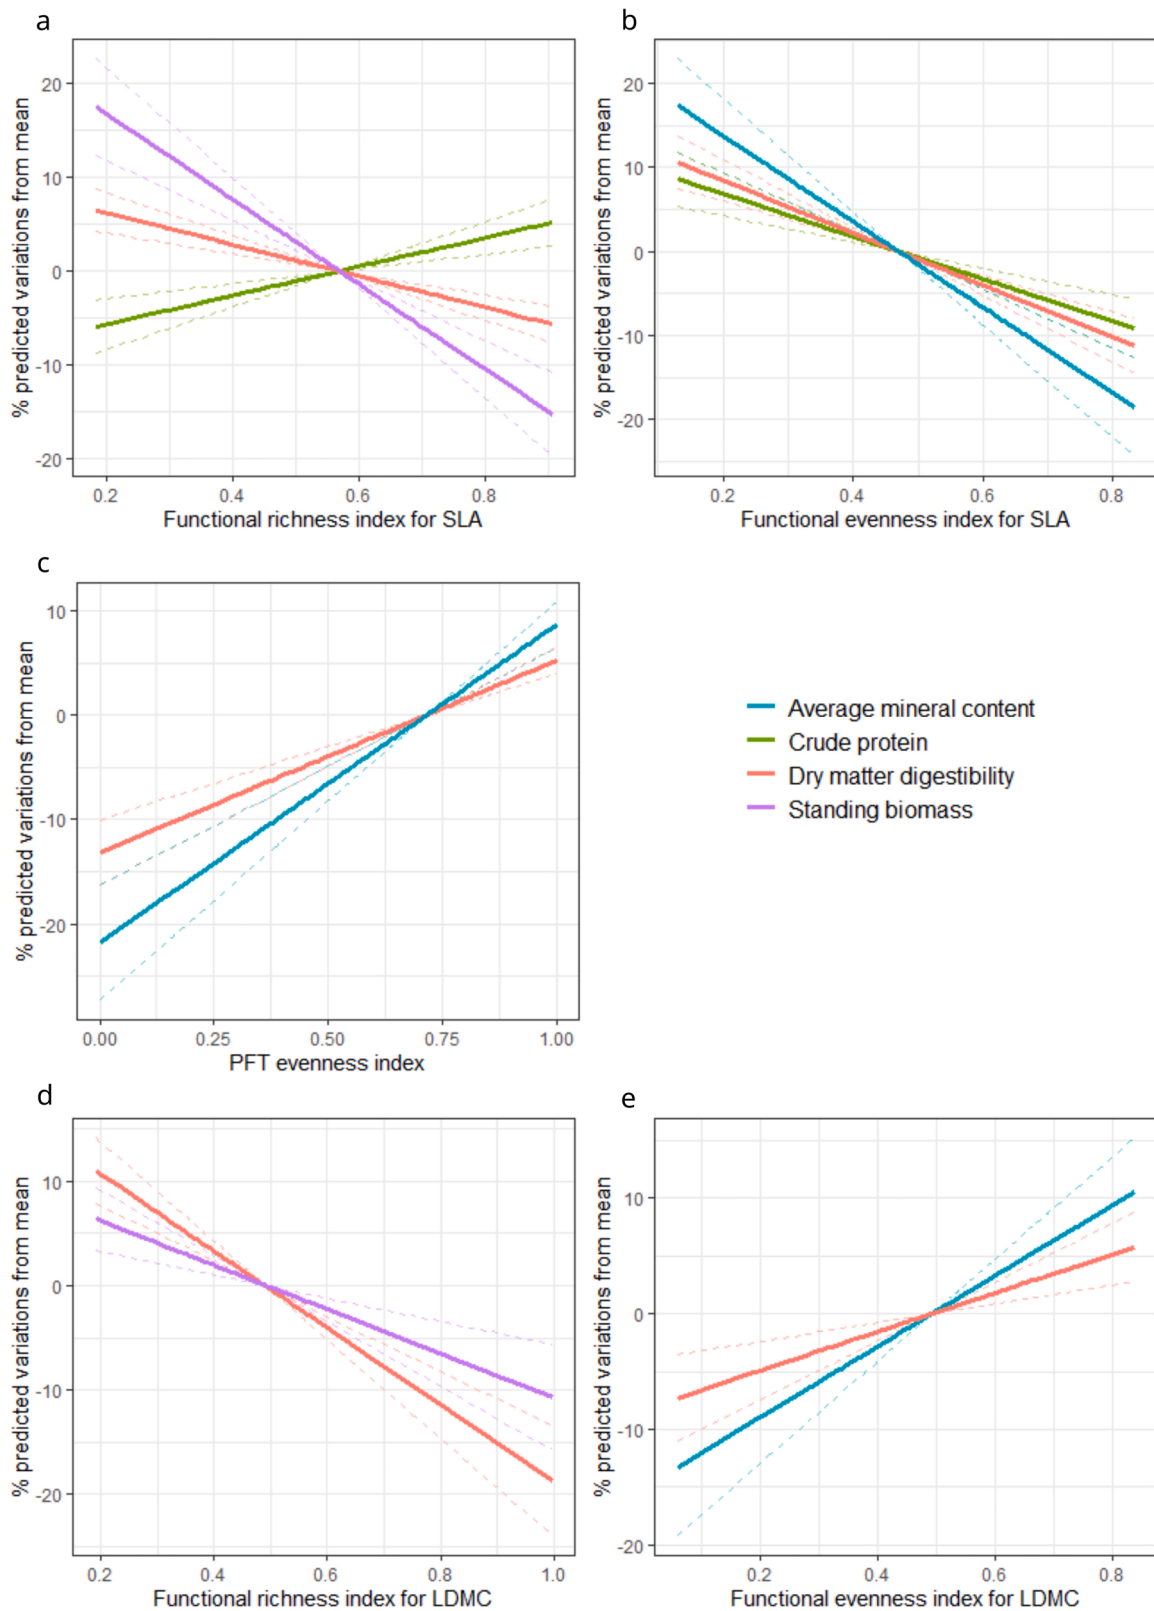 a
% predicted variations from mean
20
10
0
-10
-20
0.2 0.4 0.6 0.8
Functional richness index for SLA
b
% predicted variations from mean
20
10
0
-10
-20
0.2 0.4 0.6 0.8
Functional evenness index for SLA
c
% predicted variations from mean
10
0
-10
-20
0.00 0.25 0.50 0.75 1.00
PFT evenness index
Average mineral content
Crude protein
Dry matter digestibility
Standing biomass
d
% predicted variations from mean
10
0
-10
-20
0.2 0.4 0.6 0.8 1.0
Functional richness index for LDMC
e
% predicted variations from mean
10
0
-10
-20
0.2 0.4 0.6 0.8
Functional evenness index for LDMC